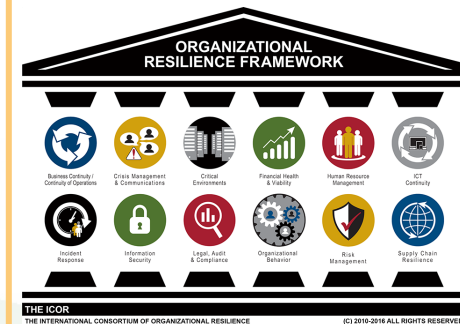 ORGANIZATIONAL
RESILIENCE FRAMEWORK
Business Continuity /
Continuity of Operations
Crisis Management
& Communications
Critical
Environments
Financial Health
& Viability
Human Resource
Management
ICT
Continuity
Incident
Response
Information
Security
Legal, Audit
& Compliance
Organizational
Behavior
Risk
Management
Supply Chain
Resilience
THE ICOR
THE INTERNATIONAL CONSORTIUM OF ORGANIZATIONAL RESILIENCE
(C) 2010-2016 ALL RIGHTS RESERVED